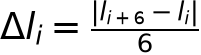 Δl_i = |l_{i+6} − l_i| / 6